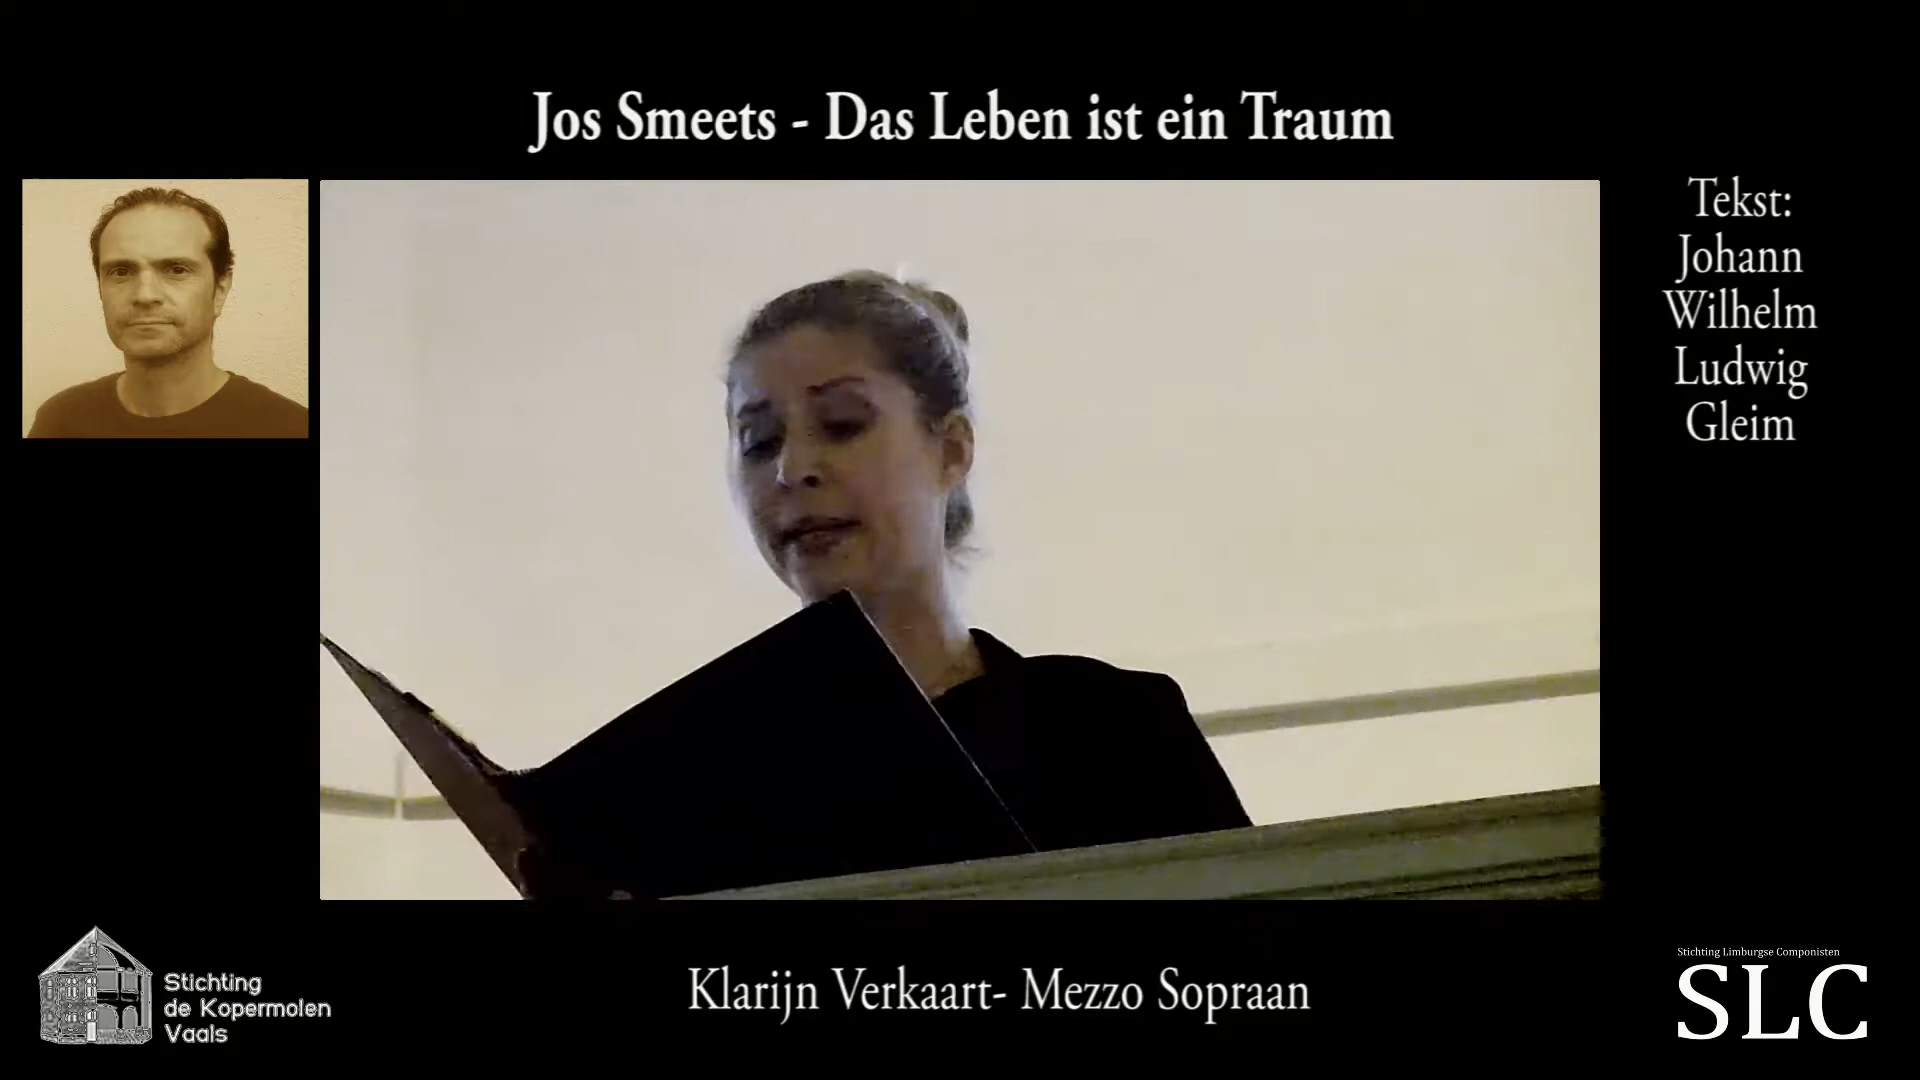 Jos Smeets - Das Leben ist ein Traum
Tekst:
Johann
Wilhelm
Ludwig
Gleim
Klarijn Verkaart- Mezzo Sopraan
Stichting
de Kopermolen
Vaals
Stichting Limburgse Componisten
SLC